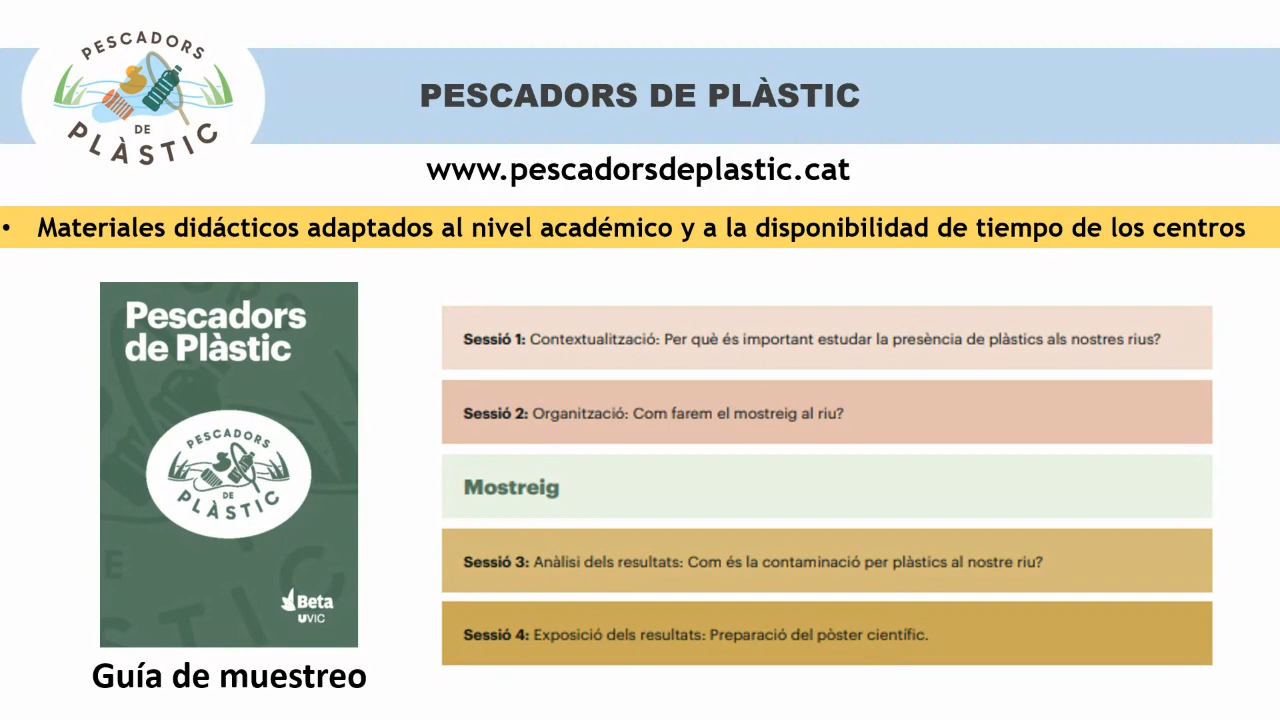 PESCADORS
DE
PLÀSTIC
PESCADORS DE PLÀSTIC
www.pescadorsdeplastic.cat
• Materiales didácticos adaptados al nivel académico y a la disponibilidad de tiempo de los centros
Pescadors
de Plàstic
PESCADORS
DE
PLÀSTIC
Beta
UVIC
Guía de muestreo
Sessió 1: Contextualització: Per què és important estudar la presència de plàstics als nostres rius?
Sessió 2: Organització: Com farem el mostreig al riu?
Mostreig
Sessió 3: Anàlisi dels resultats: Com és la contaminació per plàstics al nostre riu?
Sessió 4: Exposició dels resultats: Preparació del pòster científic.